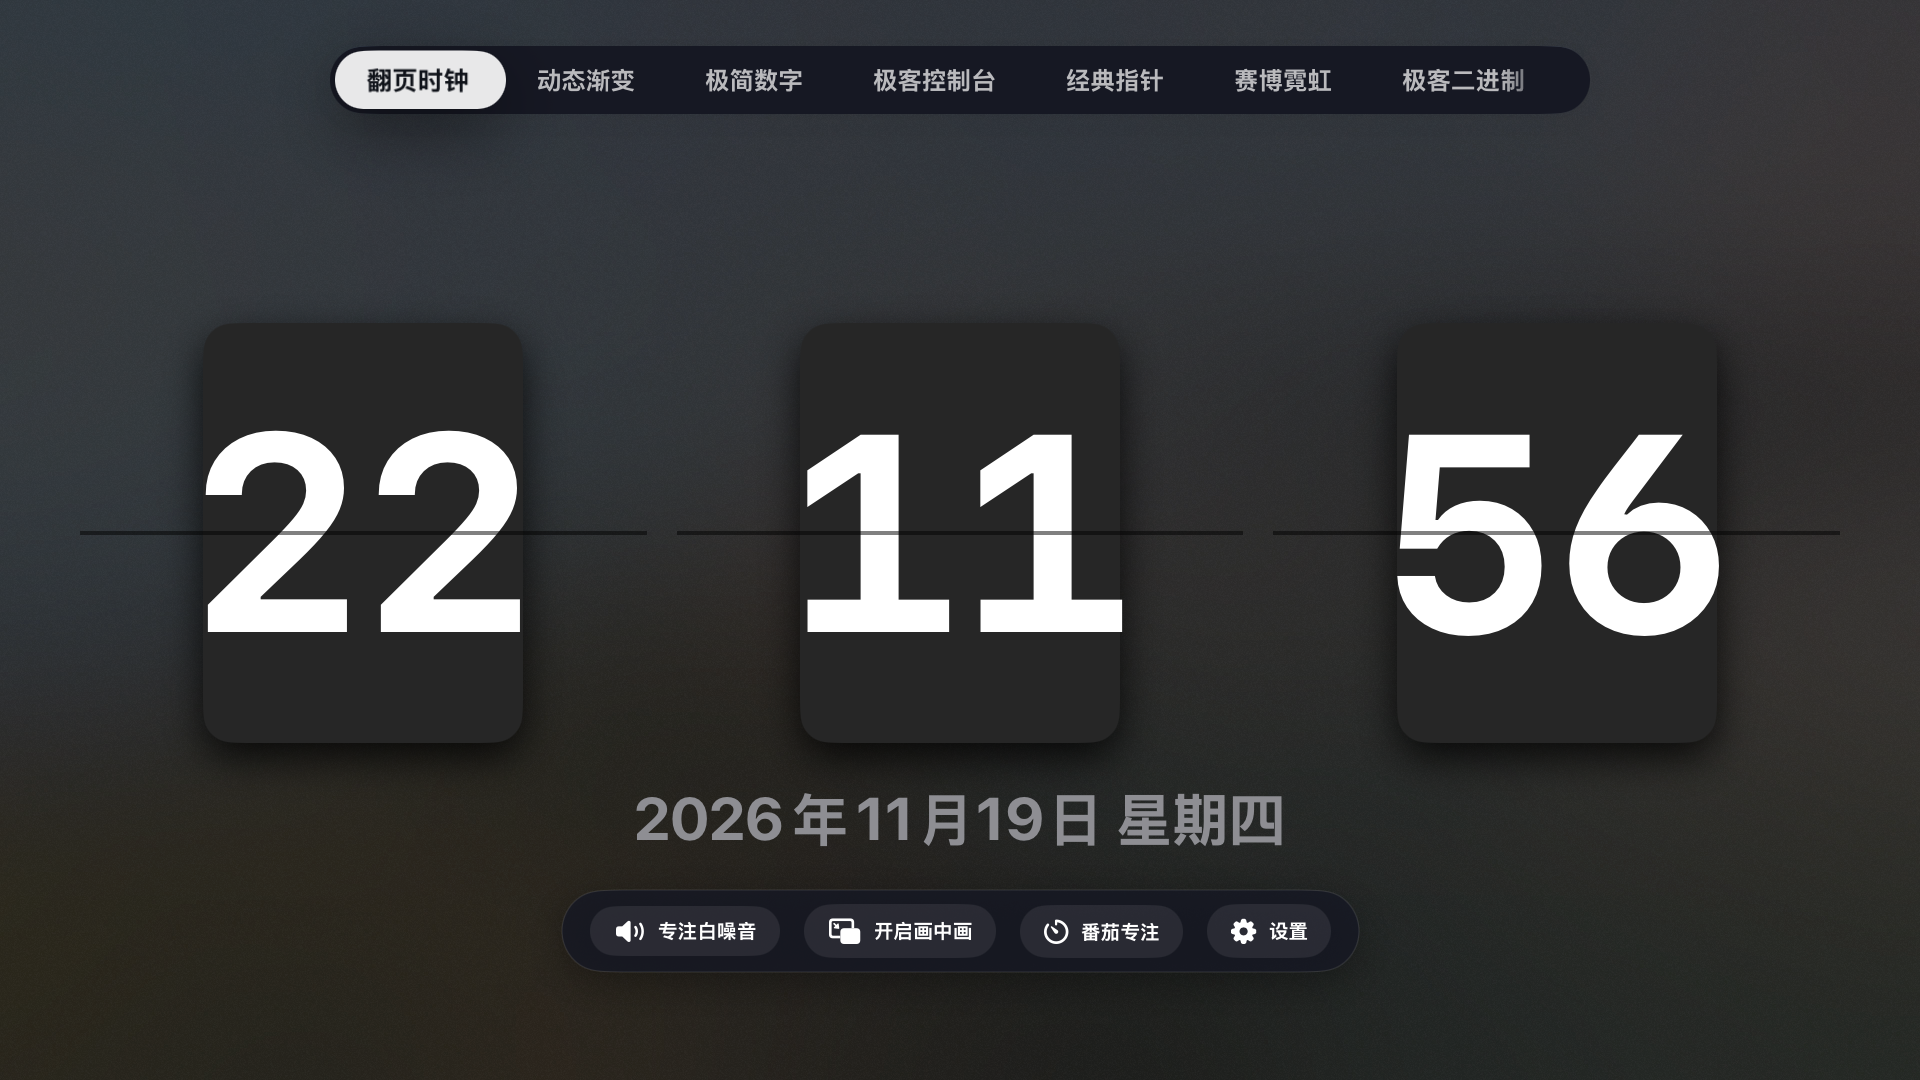 翻页时钟 动态渐变 极简数字 极客控制台 经典指针 赛博霓虹 极客二进制
22 11 56
2026年11月19日 星期四
专注白噪音 开启画中画 番茄专注 设置